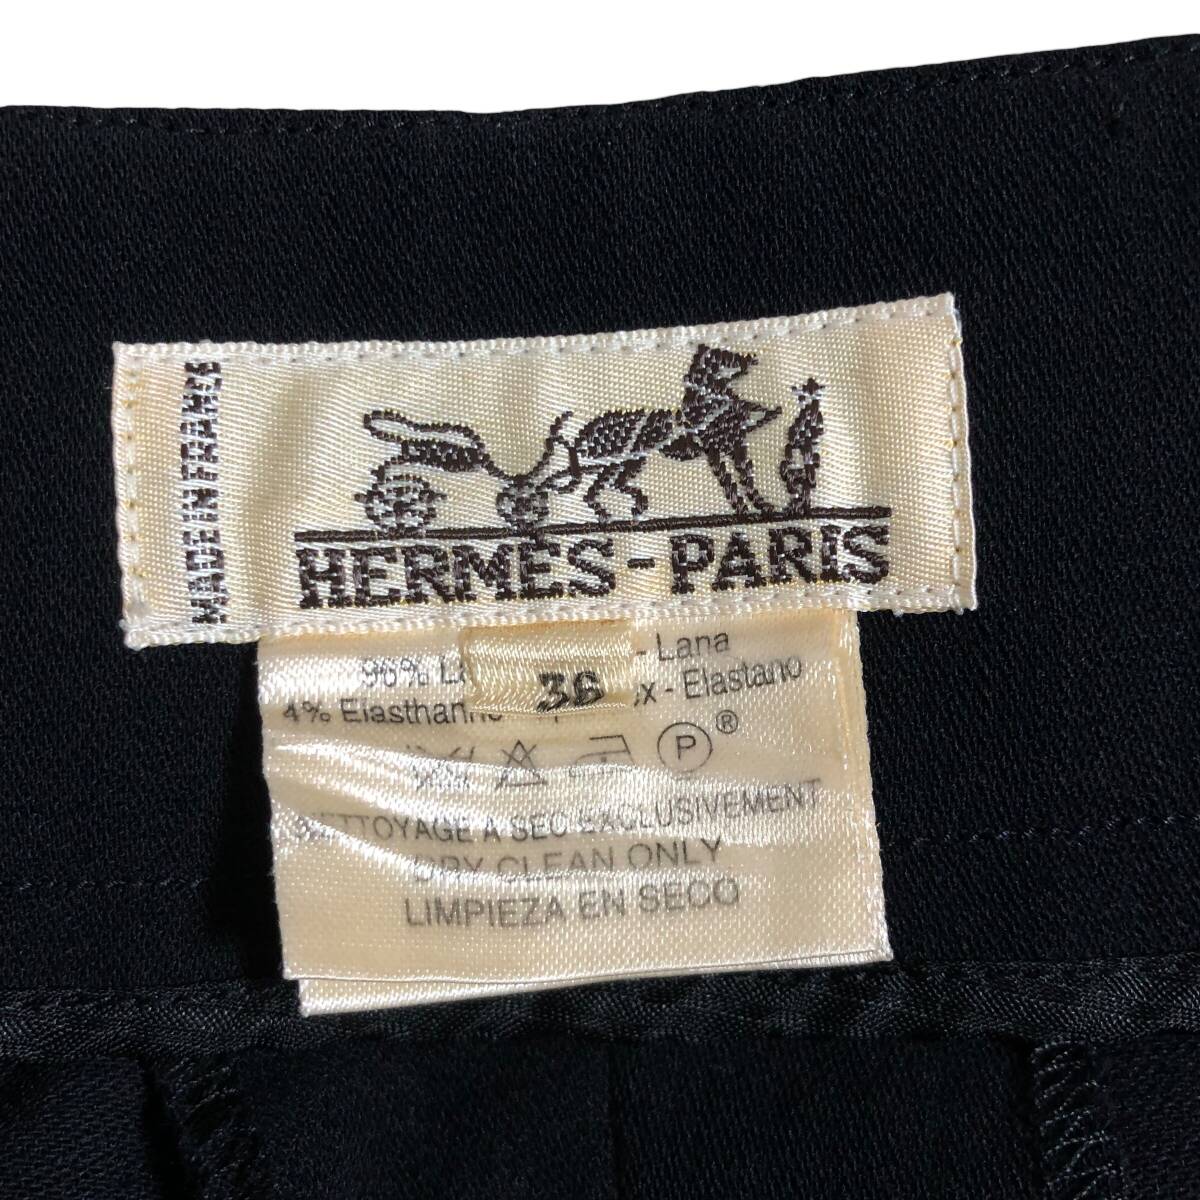 MADE IN FRANCE
HERMES-PARIS
36
96% - Lana
4% Elasthanne - Elastano
P ®
NETTOYAGE A SEC EXCLUSIVEMENT
DRY CLEAN ONLY
LIMPIEZA EN SECO